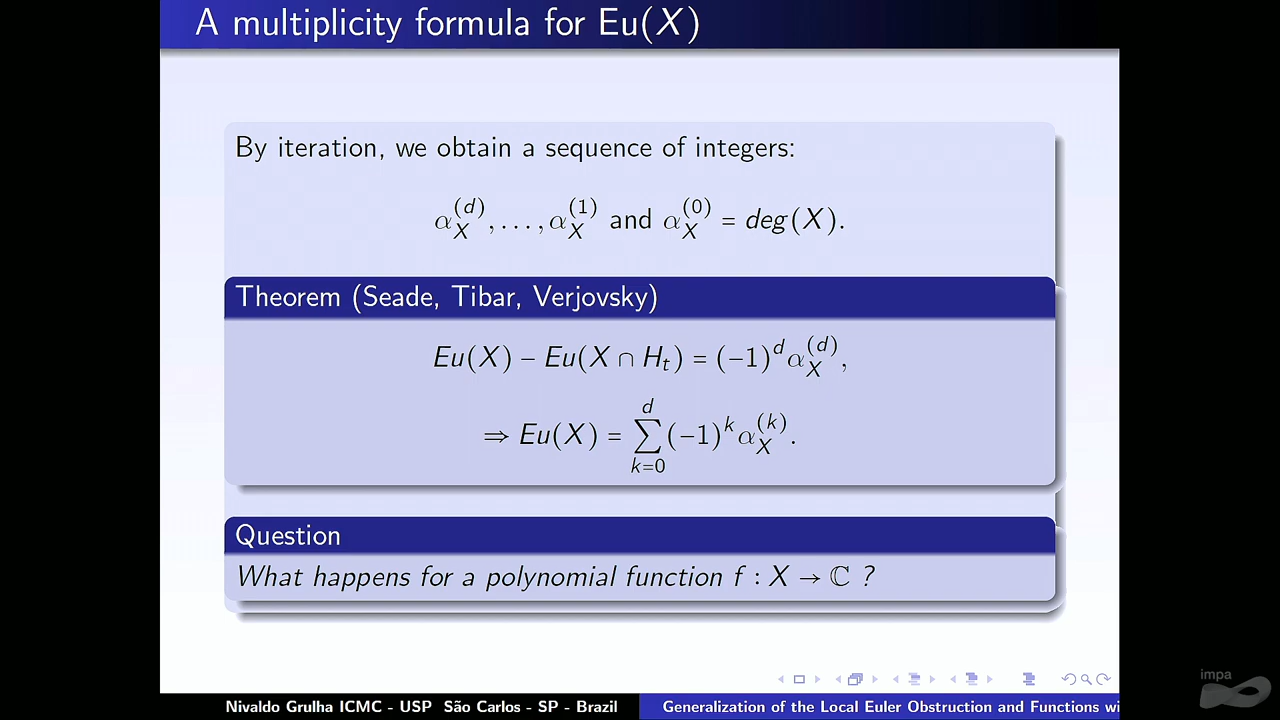 A multiplicity formula for Eu(X)
By iteration, we obtain a sequence of integers:
α_X^{(d)}, . . . , α_X^{(1)} and α_X^{(0)} = deg(X).
Theorem (Seade, Tibar, Verjovsky)
Eu(X) − Eu(X ∩ H_t) = (−1)^d α_X^{(d)},
⇒ Eu(X) = ∑_{k=0}^{d} (−1)^k α_X^{(k)}.
Question
What happens for a polynomial function f : X → ℂ ?
impa
Nivaldo Grulha ICMC - USP São Carlos - SP - Brazil
Generalization of the Local Euler Obstruction and Functions wi